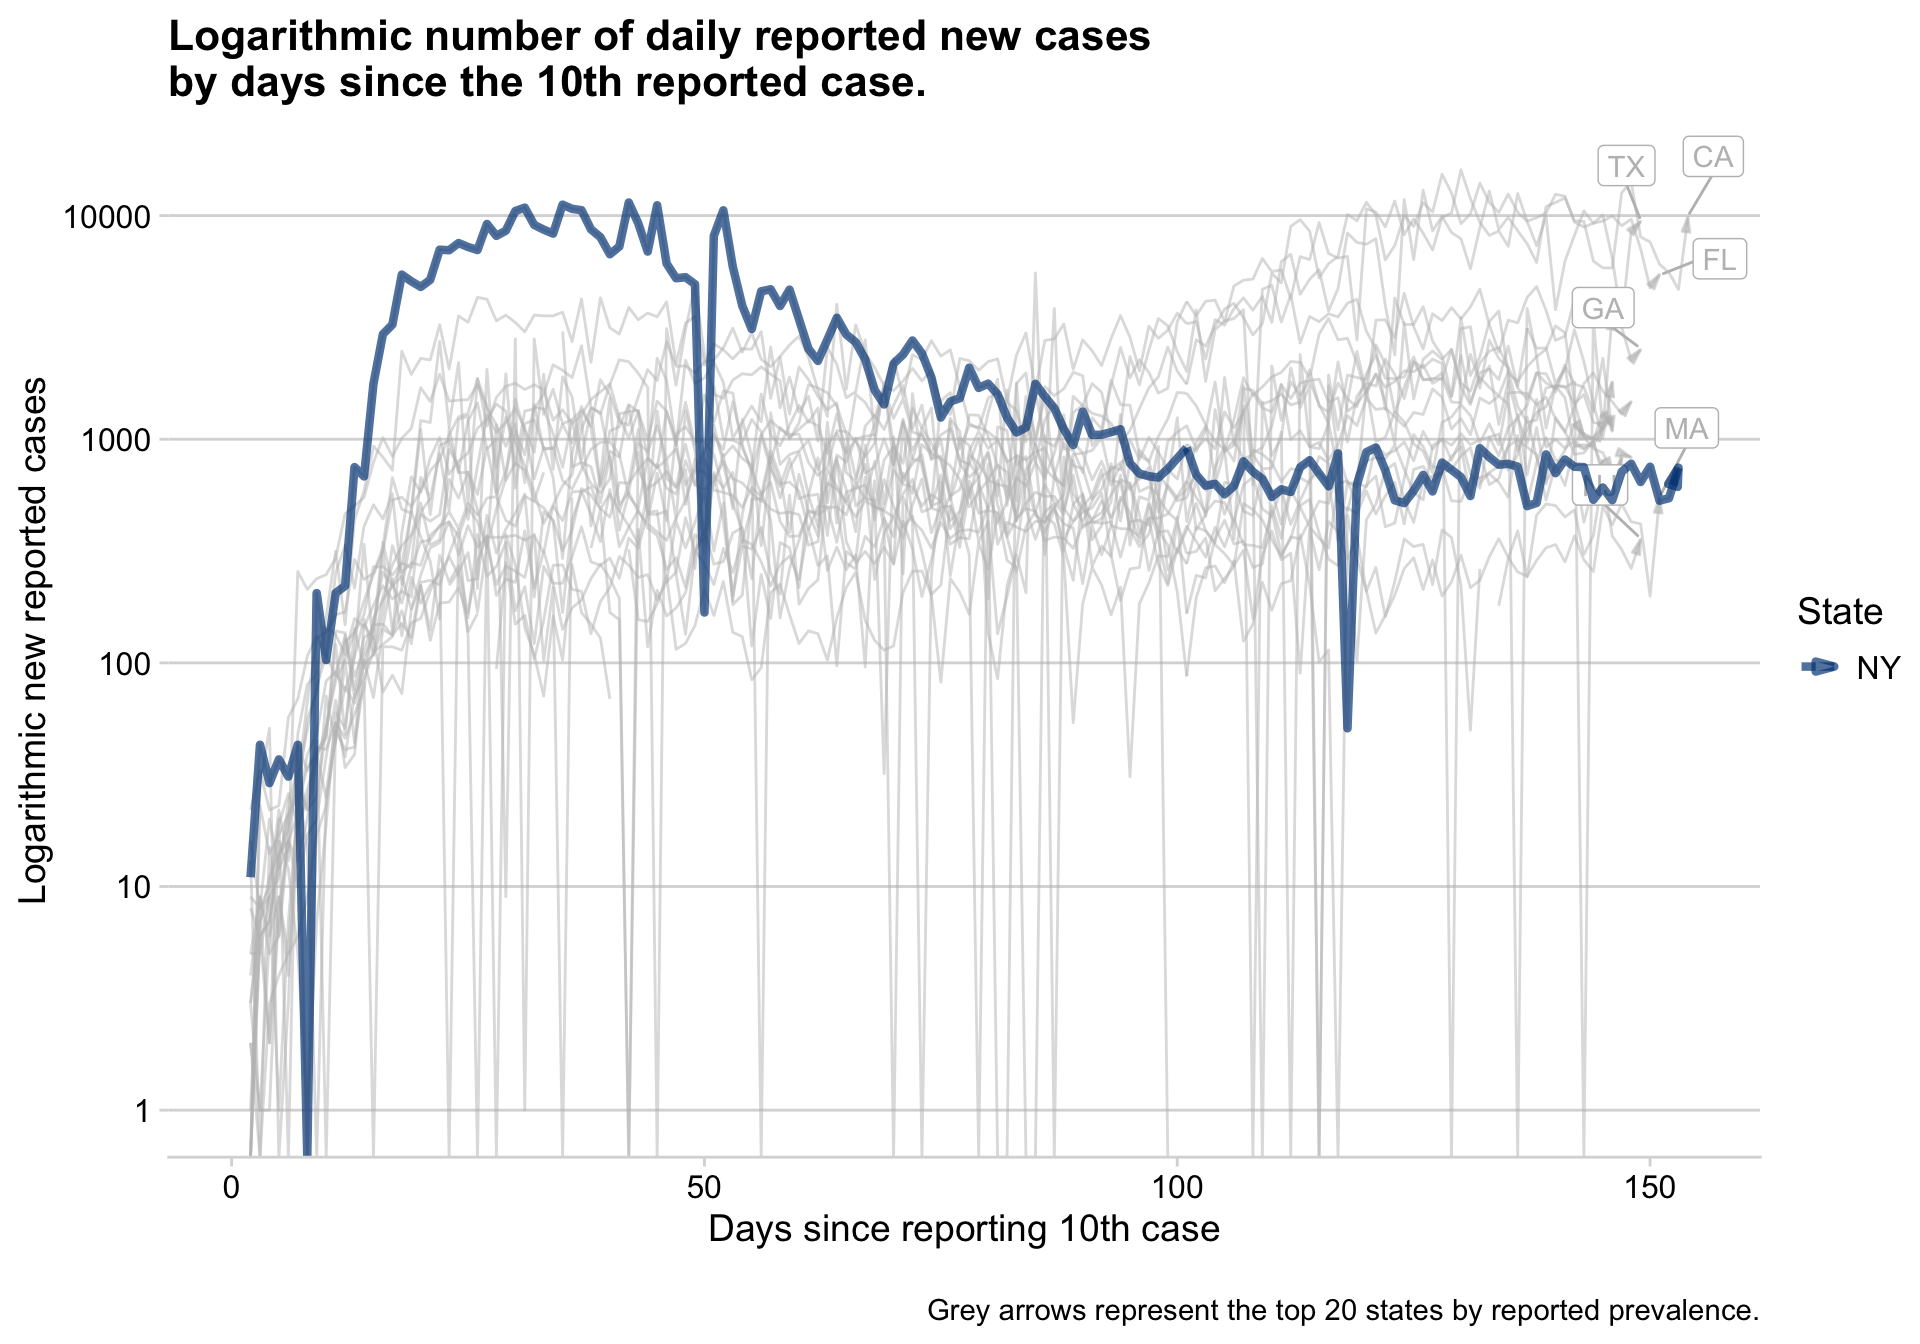 Logarithmic number of daily reported new cases
by days since the 10th reported case.
TX
CA
FL
GA
MA
10000
1000
100
10
1
Logarithmic new reported cases
0
50
100
150
Days since reporting 10th case
State
NY
Grey arrows represent the top 20 states by reported prevalence.